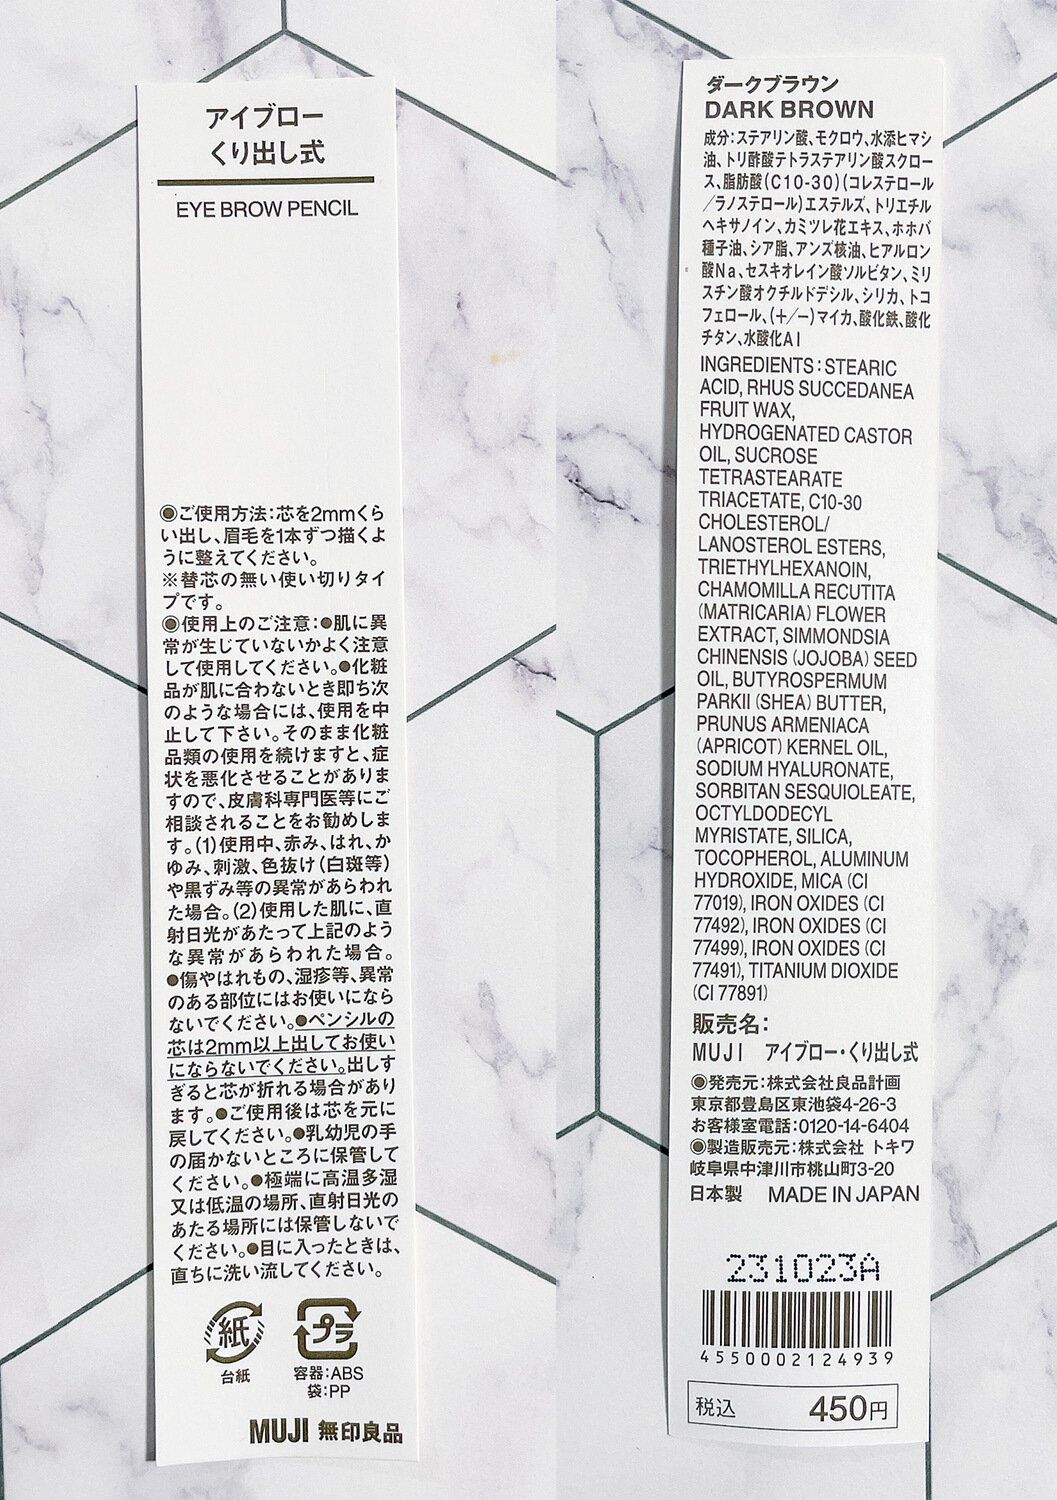 アイブロー
くり出し式
EYE BROW PENCIL
◉ご使用方法:芯を2mmくら
い出し、眉毛を1本ずつ描くよ
うに整えてください。
※替芯の無い使い切りタイ
プです。
◉使用上のご注意:●肌に異
常が生じていないかよく注意
して使用してください。●化粧
品が肌に合わないとき即ち次
のような場合には、使用を中
止して下さい。そのまま化粧
品類の使用を続けますと、症
状を悪化させることがありま
すので、皮膚科専門医等にご
相談されることをお勧めしま
す。(1)使用中、赤み、はれ、か
ゆみ、刺激、色抜け(白斑等)
や黒ずみ等の異常があらわれ
た場合。(2)使用した肌に、直
射日光があたって上記のよう
な異常があらわれた場合。
●傷やはれもの、湿疹等、異常
のある部位にはお使いになら
ないでください。●ペンシルの
芯は2mm以上出してお使い
にならないでください。出しす
ぎると芯が折れる場合があり
ます。●ご使用後は芯を元に
戻してください。●乳幼児の手
の届かないところに保管して
ください。●極端に高温多湿
又は低温の場所、直射日光の
あたる場所には保管しないで
ください。●目に入ったときは、
直ちに洗い流してください。
紙
台紙
プラ
容器:ABS
袋:PP
MUJI 無印良品
ダークブラウン
DARK BROWN
成分:ステアリン酸、モクロウ、水添ヒマシ
油、トリ酢酸テトラステアリン酸スクロー
ス、脂肪酸(C10-30)(コレステロール
/ラノステロール)エステルズ、トリエチル
ヘキサノイン、カミツレ花エキス、ホホバ
種子油、シア脂、アンズ核油、ヒアルロン
酸Na、セスキオレイン酸ソルビタン、ミリ
スチン酸オクチルドデシル、シリカ、トコ
フェロール、(+/-)マイカ、酸化鉄、酸化
チタン、水酸化Al
INGREDIENTS:STEARIC
ACID, RHUS SUCCEDANEA
FRUIT WAX,
HYDROGENATED CASTOR
OIL, SUCROSE
TETRASTEARATE
TRIACETATE, C10-30
CHOLESTEROL/
LANOSTEROL ESTERS,
TRIETHYLHEXANOIN,
CHAMOMILLA RECUTITA
(MATRICARIA) FLOWER
EXTRACT, SIMMONDSIA
CHINENSIS (JOJOBA) SEED
OIL, BUTYROSPERMUM
PARKII (SHEA) BUTTER,
PRUNUS ARMENIACA
(APRICOT) KERNEL OIL,
SODIUM HYALURONATE,
SORBITAN SESQUIOLEATE,
OCTYLDODECYL
MYRISTATE, SILICA,
TOCOPHEROL, ALUMINUM
HYDROXIDE, MICA (CI
77019), IRON OXIDES (CI
77492), IRON OXIDES (CI
77499), IRON OXIDES (CI
77491), TITANIUM DIOXIDE
(CI 77891)
販売名:
MUJI アイブロー・くり出し式
◉発売元:株式会社良品計画
東京都豊島区東池袋4-26-3
お客様室電話:0120-14-6404
◉製造販売元:株式会社 トキワ
岐阜県中津川市桃山町3-20
日本製 MADE IN JAPAN
231023A
4550002124939
税込 450円